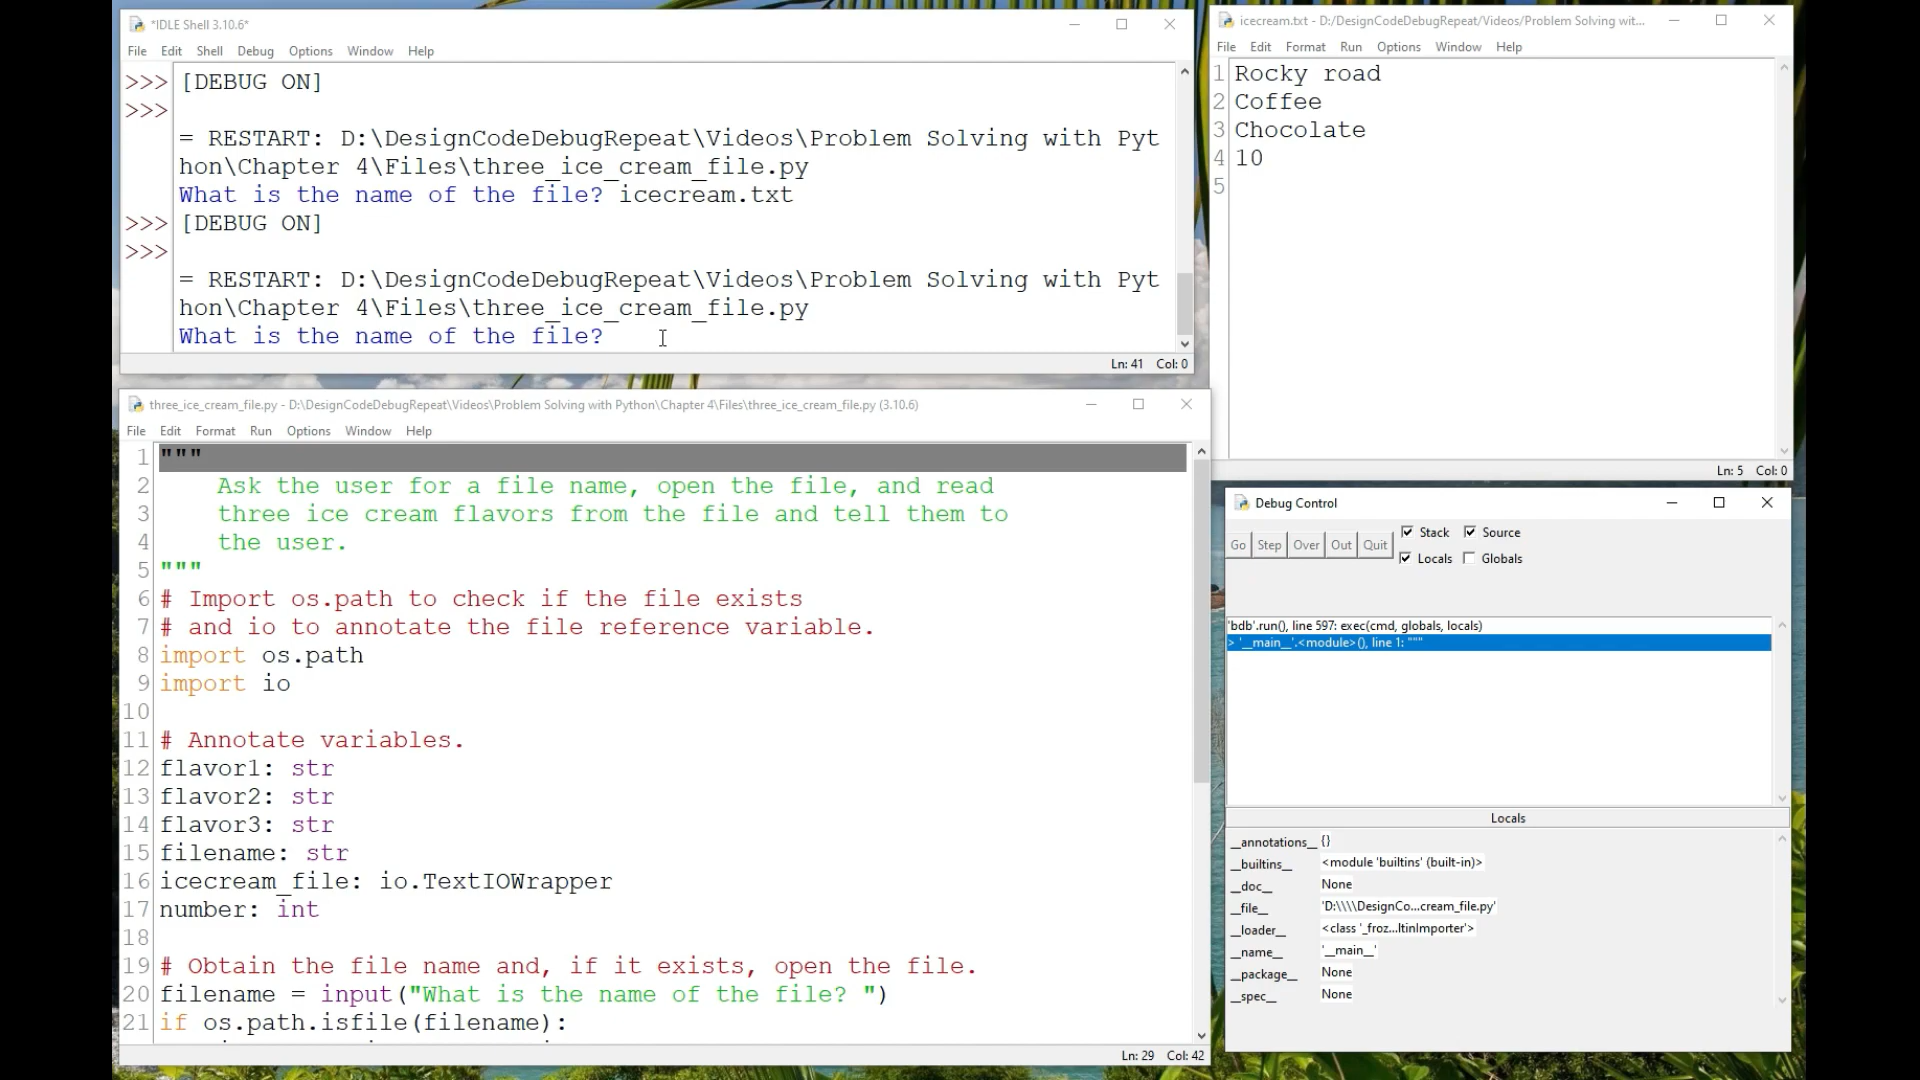 *IDLE Shell 3.10.6*
File Edit Shell Debug Options Window Help
>>> [DEBUG ON]
>>>
= RESTART: D:\DesignCodeDebugRepeat\Videos\Problem Solving with Pyt
hon\Chapter 4\Files\three_ice_cream_file.py
What is the name of the file? icecream.txt
>>> [DEBUG ON]
>>>
= RESTART: D:\DesignCodeDebugRepeat\Videos\Problem Solving with Pyt
hon\Chapter 4\Files\three_ice_cream_file.py
What is the name of the file?
Ln: 41 Col: 0
icecream.txt - D:/DesignCodeDebugRepeat/Videos/Problem Solving wit...
File Edit Format Run Options Window Help
1 Rocky road
2 Coffee
3 Chocolate
4 10
5
Ln: 5 Col: 0
three_ice_cream_file.py - D:\DesignCodeDebugRepeat\Videos\Problem Solving with Python\Chapter 4\Files\three_ice_cream_file.py (3.10.6)
File Edit Format Run Options Window Help
1 """
2 Ask the user for a file name, open the file, and read
3 three ice cream flavors from the file and tell them to
4 the user.
5 """
6 # Import os.path to check if the file exists
7 # and io to annotate the file reference variable.
8 import os.path
9 import io
10
11 # Annotate variables.
12 flavor1: str
13 flavor2: str
14 flavor3: str
15 filename: str
16 icecream_file: io.TextIOWrapper
17 number: int
18
19 # Obtain the file name and, if it exists, open the file.
20 filename = input("What is the name of the file? ")
21 if os.path.isfile(filename):
Ln: 29 Col: 42
Debug Control
Go Step Over Out Quit
Stack Source
Locals Globals
'bdb'.run(), line 597: exec(cmd, globals, locals)
> '__main__'.<module>(), line 1: """
Locals
__annotations__ {}
__builtins__ <module 'builtins' (built-in)>
__doc__ None
__file__ 'D:\\\\DesignCo...cream_file.py'
__loader__ <class '_froz...ltinImporter'>
__name__ '__main__'
__package__ None
__spec__ None